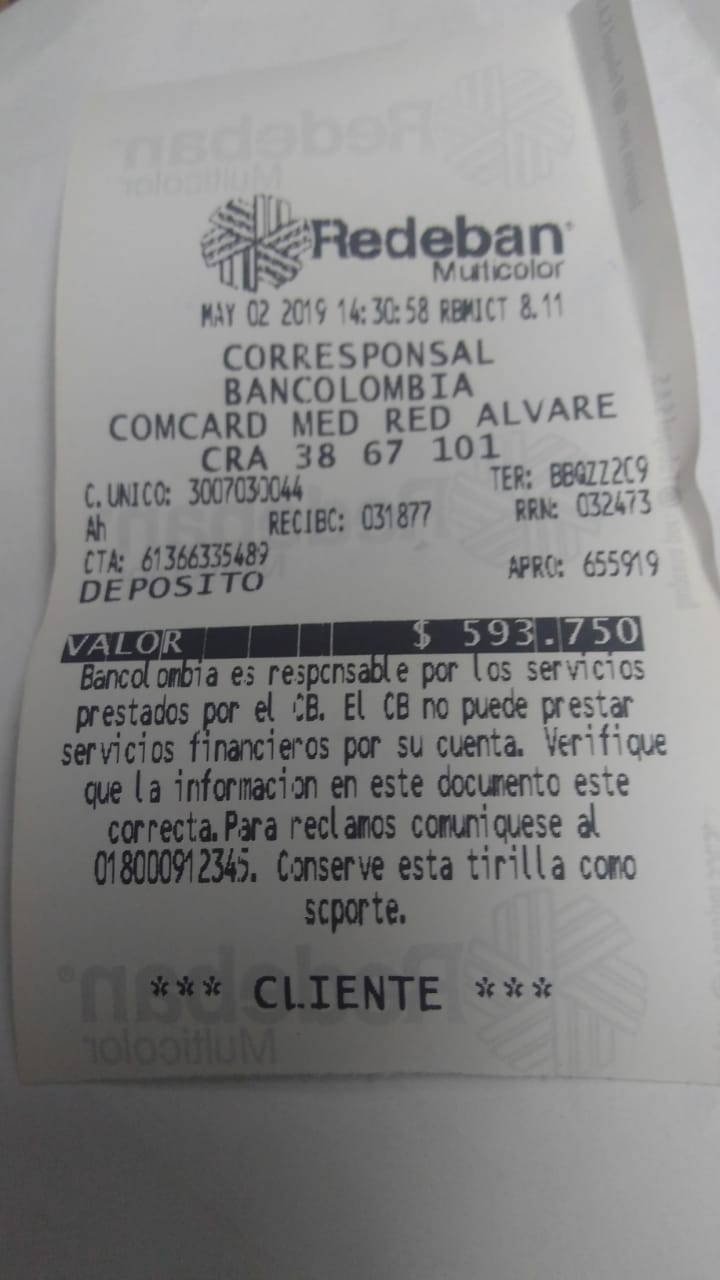 Redeban
Multicolor
MAY 02 2019 14:30:58 RBMICT 8.11
CORRESPONSAL
BANCOLOMBIA
COMCARD MED RED ALVARE
CRA 38 67 101
C. UNICO: 3007030044 TER: BBQZZ2C9
Ah RECIBO: 031877 RRN: 032473
CTA: 61366335489 APRO: 655919
DEPOSITO
VALOR $ 593.750
Bancolombia es responsable por los servicios
prestados por el CB. El CB no puede prestar
servicios financieros por su cuenta. Verifique
que la informacion en este documento este
correcta. Para reclamos comuniquese al
018000912345. Conserve esta tirilla como
soporte.
*** CLIENTE ***